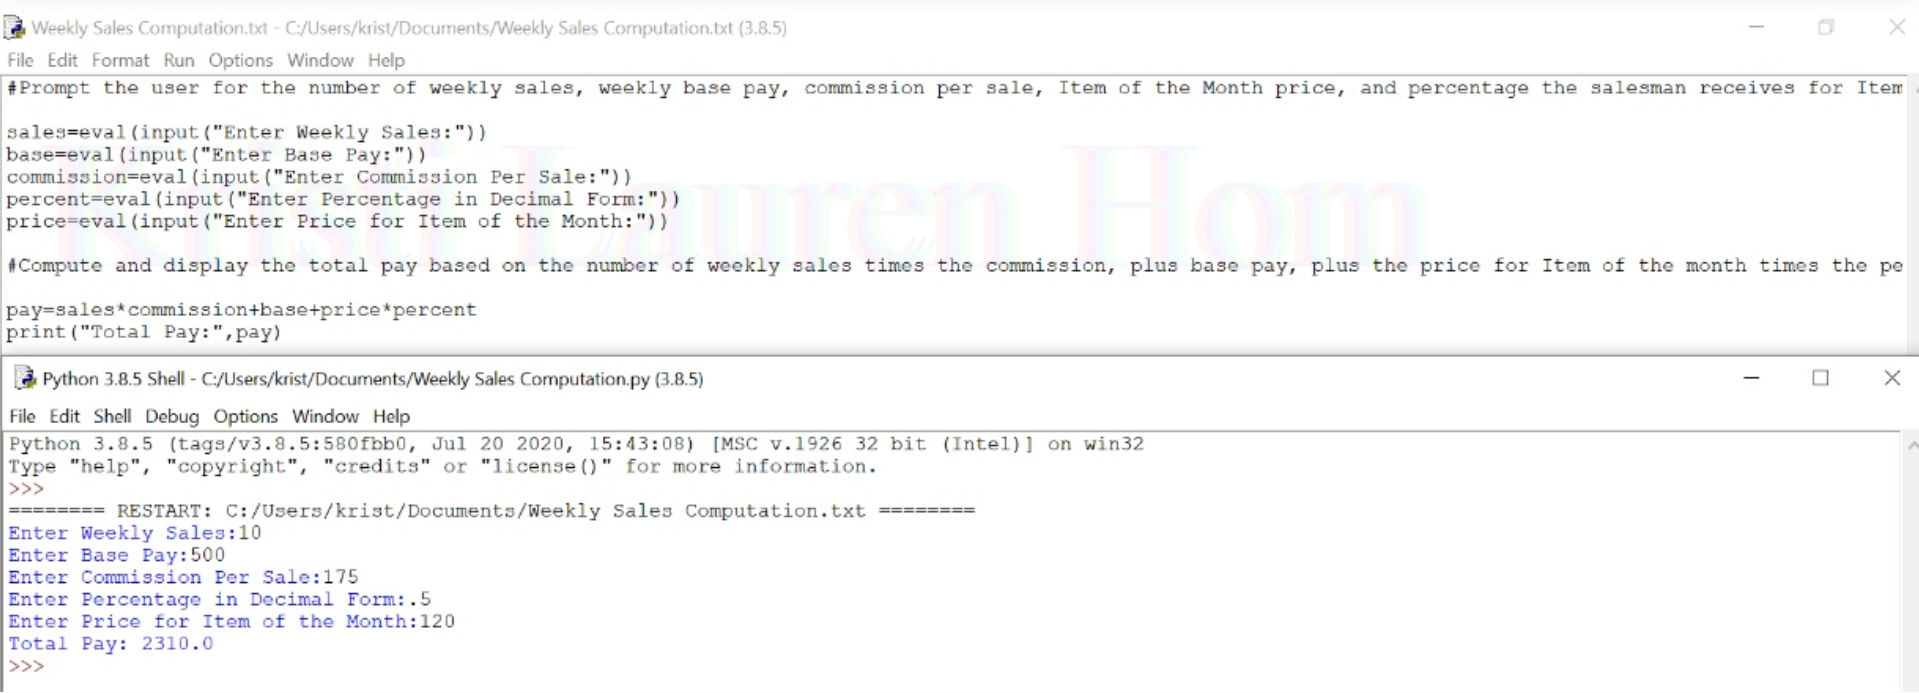 Weekly Sales Computation.txt - C:/Users/krist/Documents/Weekly Sales Computation.txt (3.8.5)
File Edit Format Run Options Window Help
#Prompt the user for the number of weekly sales, weekly base pay, commission per sale, Item of the Month price, and percentage the salesman receives for Item
sales=eval(input("Enter Weekly Sales:"))
base=eval(input("Enter Base Pay:"))
commission=eval(input("Enter Commission Per Sale:"))
percent=eval(input("Enter Percentage in Decimal Form:"))
price=eval(input("Enter Price for Item of the Month:"))
Kristi Lauren Hom
#Compute and display the total pay based on the number of weekly sales times the commission, plus base pay, plus the price for Item of the month times the pe
pay=sales*commission+base+price*percent
print("Total Pay:",pay)
Python 3.8.5 Shell - C:/Users/krist/Documents/Weekly Sales Computation.py (3.8.5)
File Edit Shell Debug Options Window Help
Python 3.8.5 (tags/v3.8.5:580fbb0, Jul 20 2020, 15:43:08) [MSC v.1926 32 bit (Intel)] on win32
Type "help", "copyright", "credits" or "license()" for more information.
>>>
======== RESTART: C:/Users/krist/Documents/Weekly Sales Computation.txt ========
Enter Weekly Sales:10
Enter Base Pay:500
Enter Commission Per Sale:175
Enter Percentage in Decimal Form:.5
Enter Price for Item of the Month:120
Total Pay: 2310.0
>>>